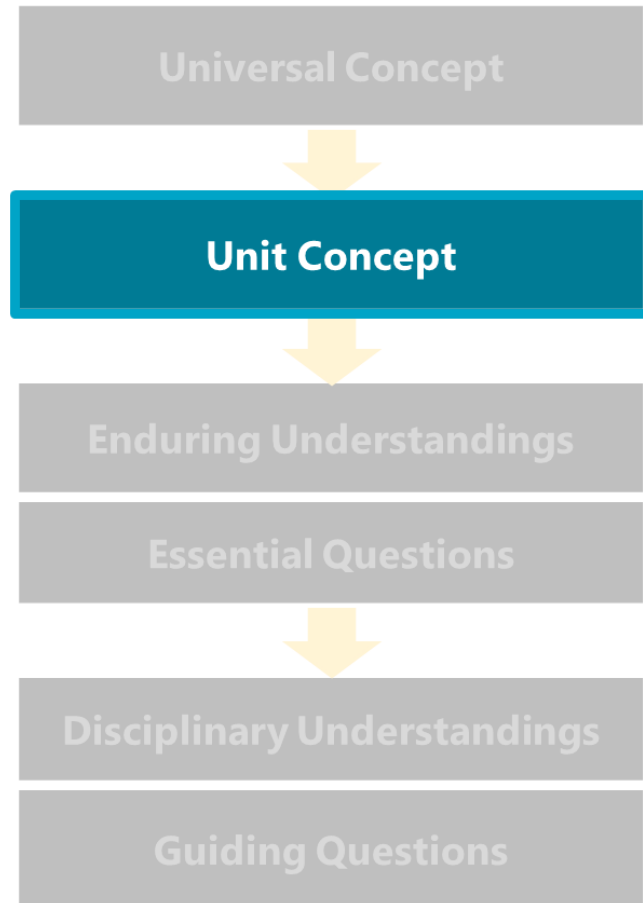 Universal Concept
Unit Concept
Enduring Understandings
Essential Questions
Disciplinary Understandings
Guiding Questions